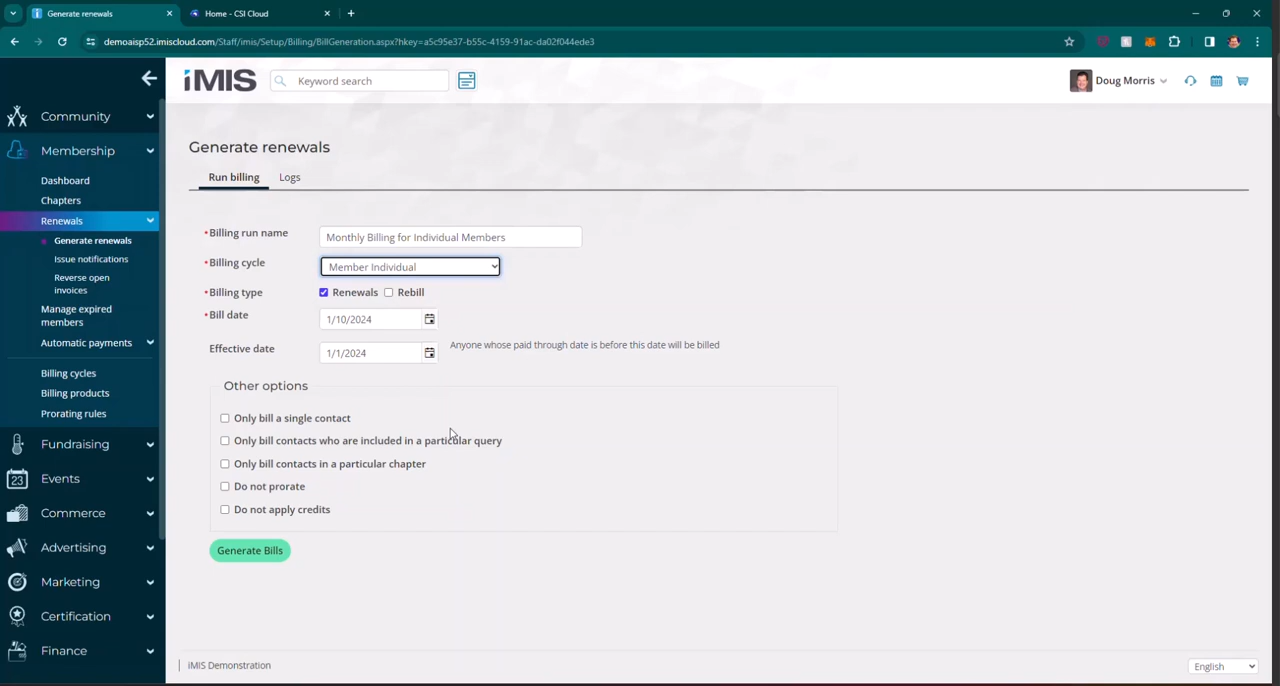 Generate renewals
Home - CSI Cloud
demoaisp52.imiscloud.com/Staff/imis/Setup/Billing/BillGeneration.aspx?hkey=a5c95e37-b55c-4159-91ac-da02f044ede3
iMIS
Keyword search
Doug Morris
Community
Membership
Dashboard
Chapters
Renewals
Generate renewals
Issue notifications
Reverse open
invoices
Manage expired
members
Automatic payments
Billing cycles
Billing products
Prorating rules
Fundraising
23
Events
Commerce
Advertising
Marketing
Certification
Finance
Generate renewals
Run billing
Logs
•Billing run name
Monthly Billing for Individual Members
•Billing cycle
Member Individual
•Billing type
Renewals
Rebill
•Bill date
1/10/2024
Effective date
1/1/2024
Anyone whose paid through date is before this date will be billed
Other options
Only bill a single contact
Only bill contacts who are included in a particular query
Only bill contacts in a particular chapter
Do not prorate
Do not apply credits
Generate Bills
iMIS Demonstration
English